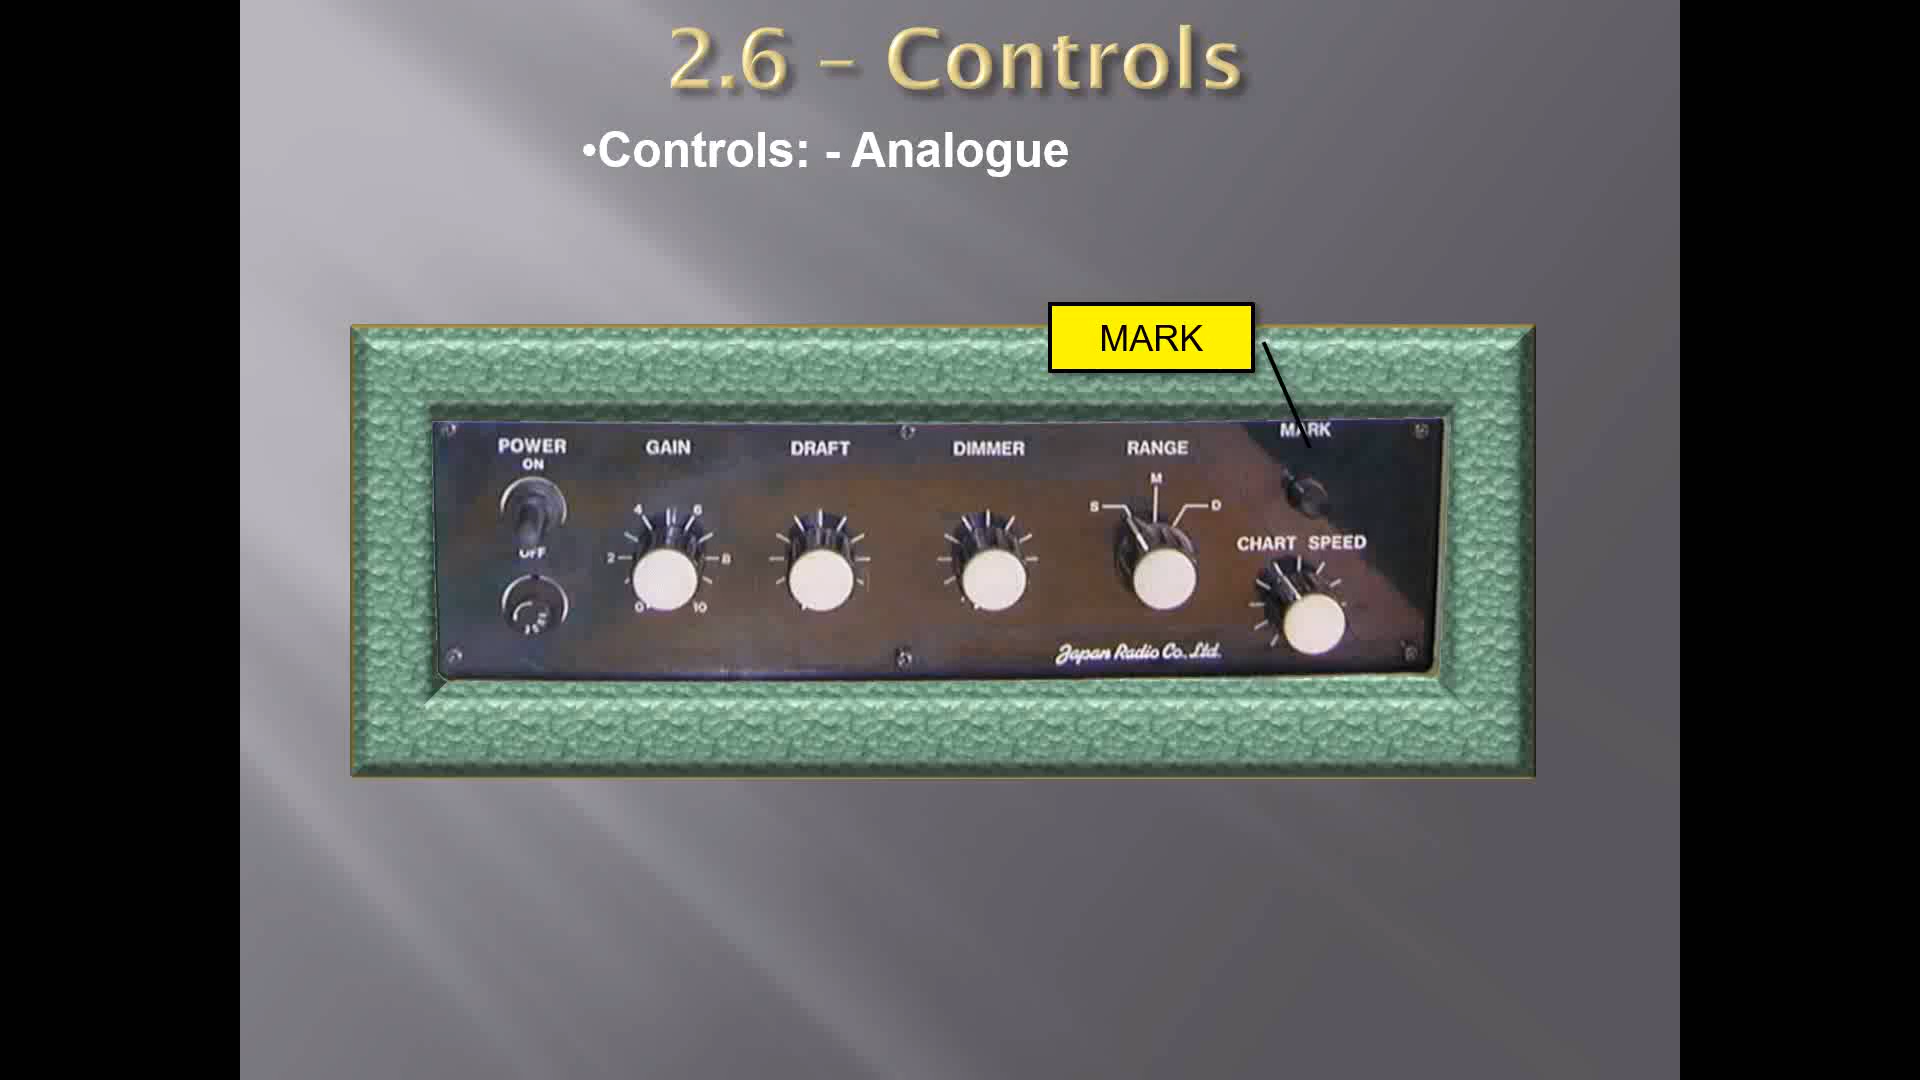 2.6 – Controls
•Controls: - Analogue
MARK
POWER GAIN DRAFT DIMMER RANGE MARK
ON
M
4 6 S D
OFF CHART SPEED
2 8
0 10
Japan Radio Co., Ltd.